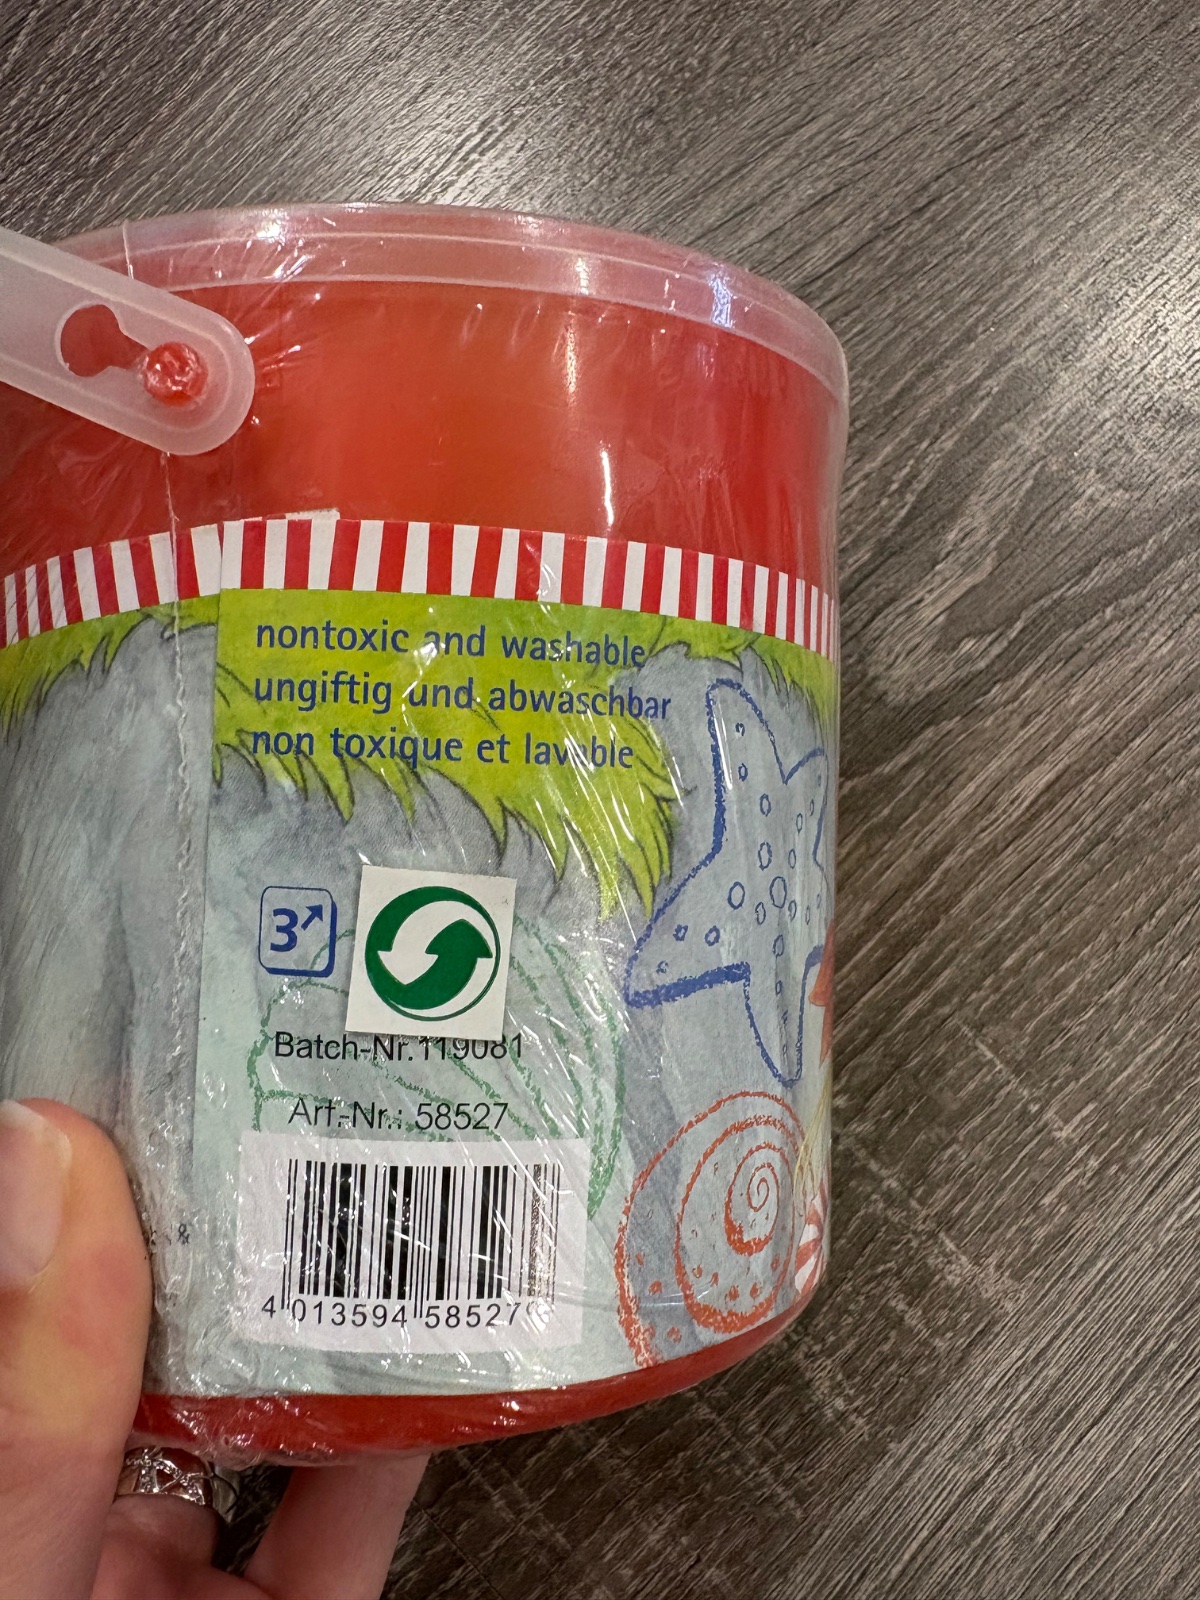 nontoxic and washable
ungiftig und abwaschbar
non toxique et lavable
3
Batch-Nr. 119081
Art.-Nr.: 58527
&
4 013594 58527